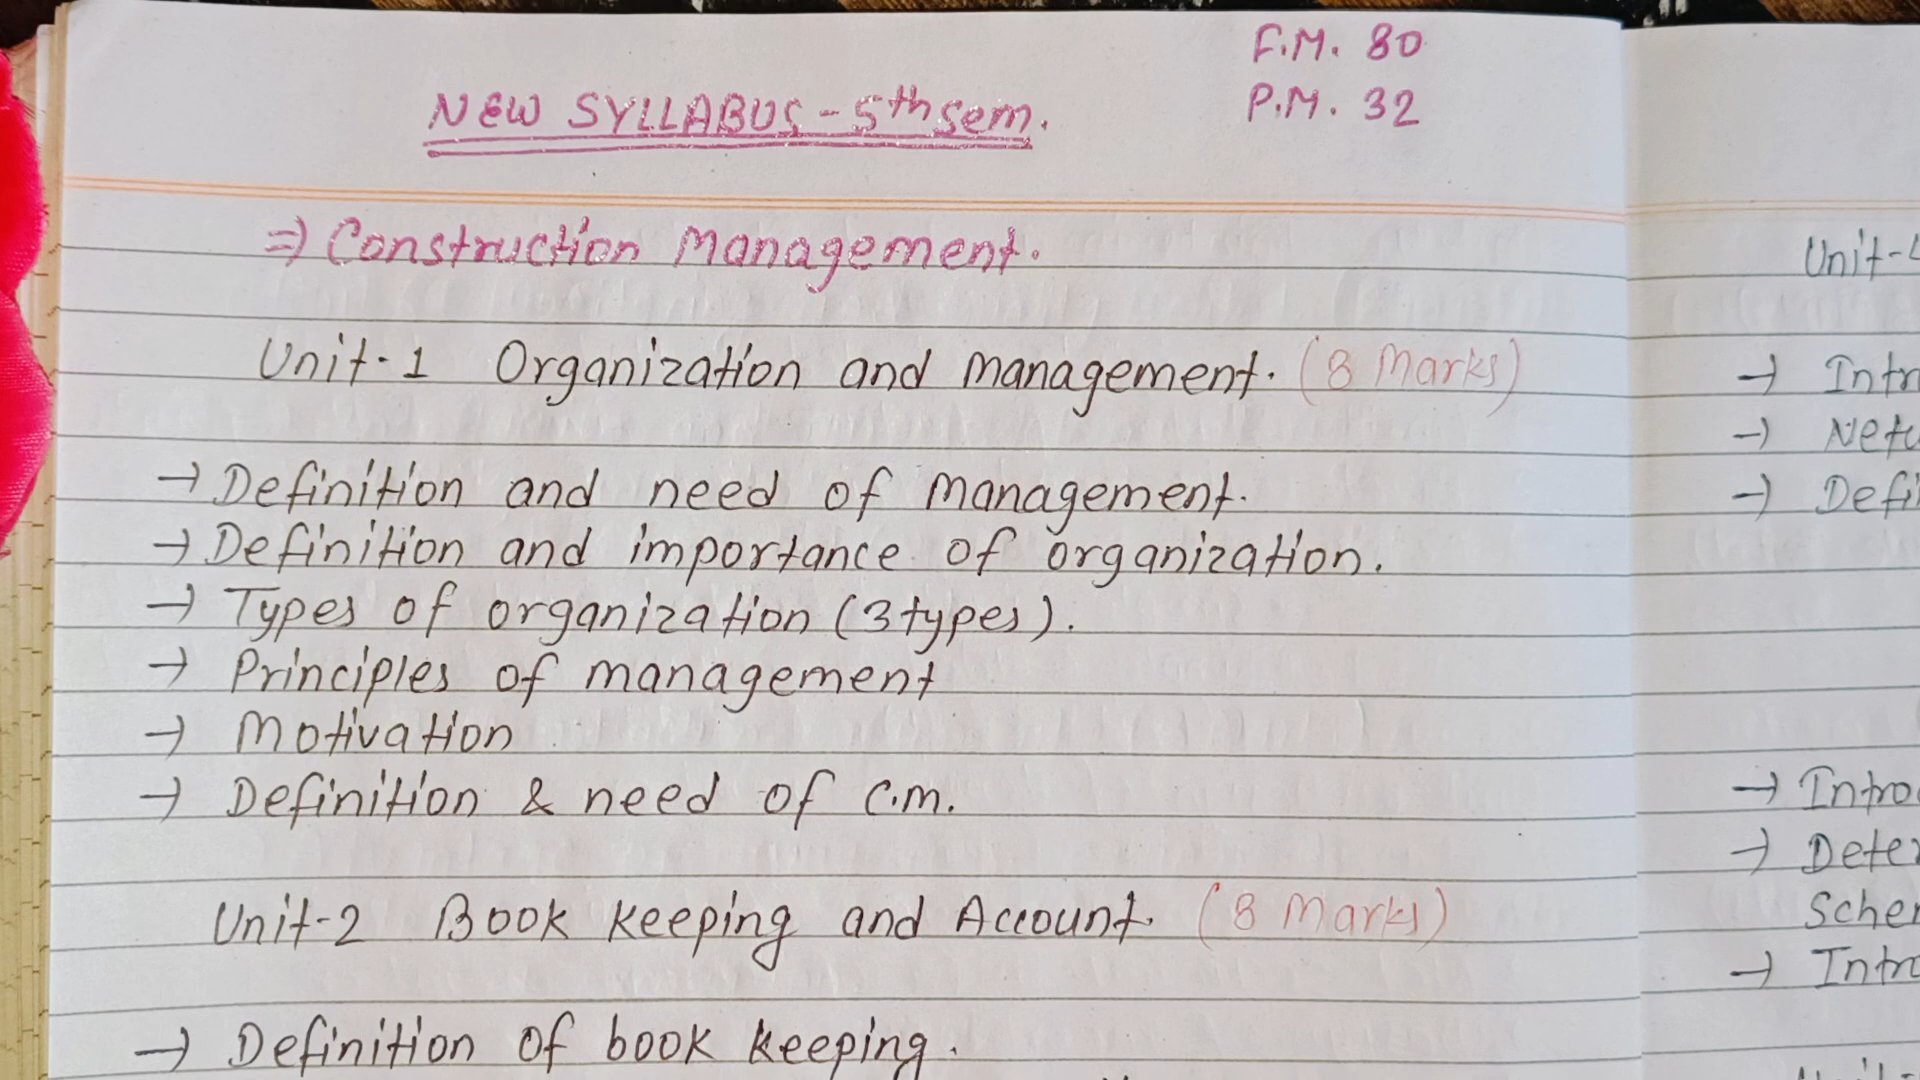 F.M. 80
NEW SYLLABUS - 5th sem.
P.M. 32
⇒ Construction Management.
Unit-1 Organization and management. (8 Marks)
→ Definition and need of management.
→ Definition and importance of organization.
→ Types of organization (3 types).
→ Principles of management
→ Motivation
→ Definition & need of C.M.
Unit-2 Book keeping and Account. (8 Marks)
→ Definition of book keeping.
Unit-
→
→
→
→
→
→